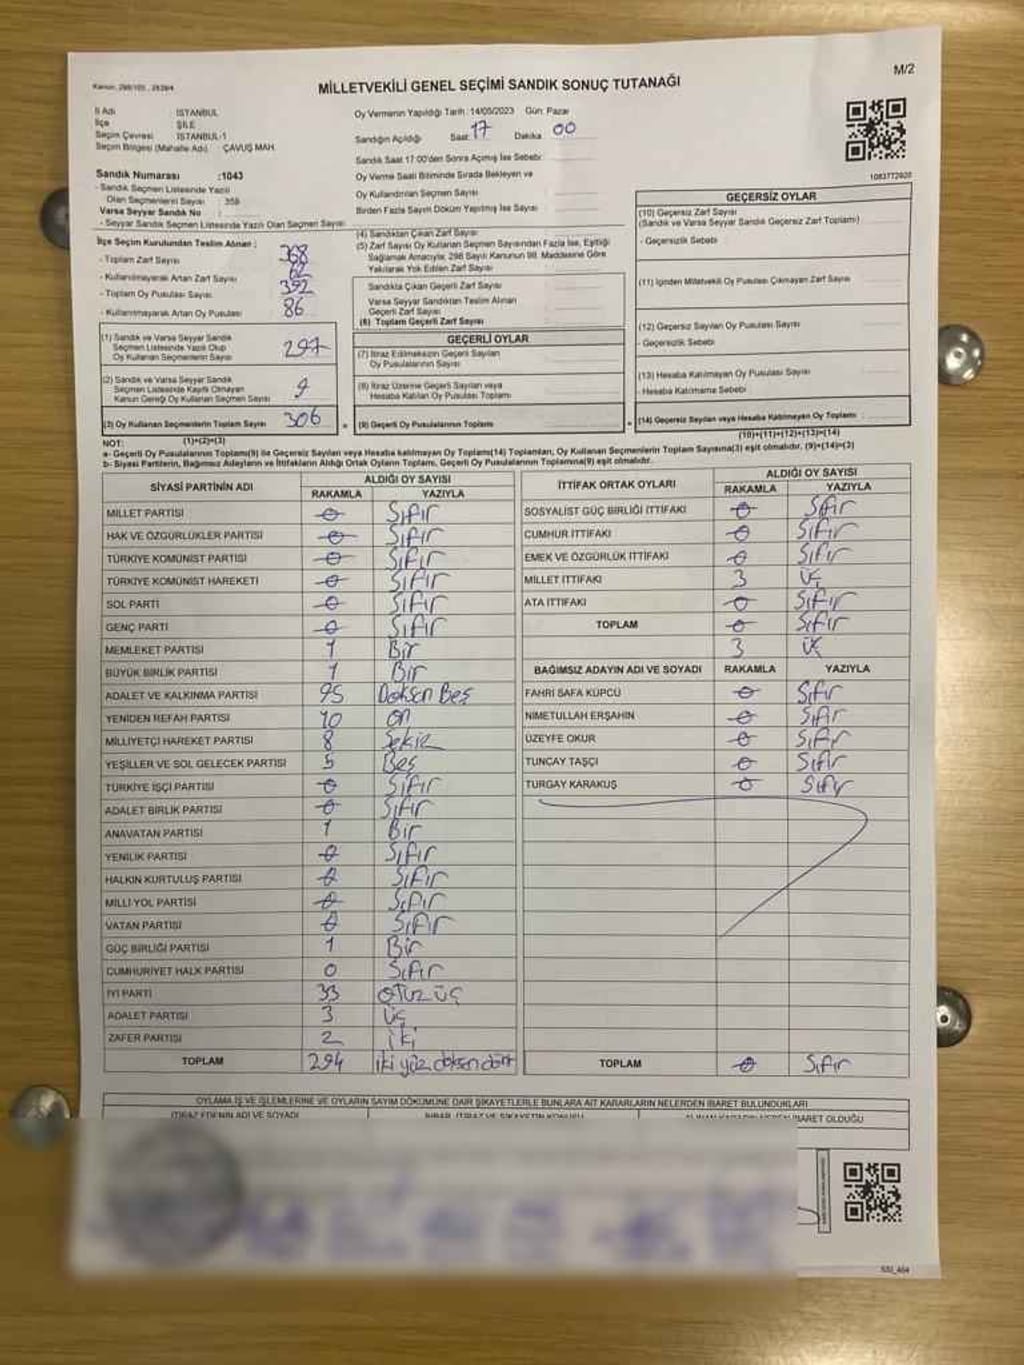 M/2
Kanun: 298/105 , 2839/4
MİLLETVEKİLİ GENEL SEÇİMİ SANDIK SONUÇ TUTANAĞI
İl Adı : İSTANBUL
İlçe : ŞİLE
Seçim Çevresi : İSTANBUL-1
Seçim Bölgesi (Mahalle Adı) : ÇAVUŞ MAH.
Sandık Numarası :1043
- Sandık Seçmen Listesinde Yazılı
Olan Seçmenlerin Sayısı : 358
Varsa Seyyar Sandık No :
- Seyyar Sandık Seçmen Listesinde Yazılı Olan Seçmen Sayısı :
İlçe Seçim Kurulundan Teslim Alınan ;
- Toplam Zarf Sayısı 368
- Kullanılmayarak Artan Zarf Sayısı 62
- Toplam Oy Pusulası Sayısı 392
- Kullanılmayarak Artan Oy Pusulası 86
(1) Sandık ve Varsa Seyyar Sandık
Seçmen Listesinde Yazılı Olup
Oy Kullanan Seçmenlerin Sayısı 297
(2) Sandık ve Varsa Seyyar Sandık
Seçmen Listesinde Kayıtlı Olmayan
Kanun Gereği Oy Kullanan Seçmen Sayısı 9
(3) Oy Kullanan Seçmenlerin Toplam Sayısı 306
(1)+(2)=(3)
Oy Vermenin Yapıldığı Tarih: 14/05/2023 Gün: Pazar
Sandığın Açıldığı Saat: 17 Dakika 00
Sandık Saat 17:00'den Sonra Açılmış İse Sebebi:
Oy Verme Saati Bitiminde Sırada Bekleyen ve
Oy Kullandırılan Seçmen Sayısı
Birden Fazla Sayım Döküm Yapılmış İse Sayısı
(4) Sandıktan Çıkan Zarf Sayısı
(5) Zarf Sayısı Oy Kullanan Seçmen Sayısından Fazla İse, Eşitliği
Sağlamak Amacıyla, 298 Sayılı Kanunun 98. Maddesine Göre
Yakılarak Yok Edilen Zarf Sayısı
Sandıkta Çıkan Geçerli Zarf Sayısı
Varsa Seyyar Sandıktan Teslim Alınan
Geçerli Zarf Sayısı
(6) Toplam Geçerli Zarf Sayısı
GEÇERLİ OYLAR
(7) İtiraz Edilmeksizin Geçerli Sayılan
Oy Pusulalarının Sayısı
(8) İtiraz Üzerine Geçerli Sayılan veya
Hesaba Katılan Oy Pusulası Toplamı
(9) Geçerli Oy Pusulalarının Toplamı
1083772920
GEÇERSİZ OYLAR
(10) Geçersiz Zarf Sayısı
(Sandık ve Varsa Seyyar Sandık Geçersiz Zarf Toplamı)
- Geçersizlik Sebebi
(11) İçinden Milletvekili Oy Pusulası Çıkmayan Zarf Sayısı
(12) Geçersiz Sayılan Oy Pusulası Sayısı
- Geçersizlik Sebebi
(13) Hesaba Katılmayan Oy Pusulası Sayısı
- Hesaba Katılmama Sebebi
(14) Geçersiz Sayılan veya Hesaba Katılmayan Oy Toplamı
(10)+(11)+(12)+(13)=(14)
NOT:
a- Geçerli Oy Pusulalarının Toplamı(9) ile Geçersiz Sayılan veya Hesaba katılmayan Oy Toplamı(14) Toplamları, Oy Kullanan Seçmenlerin Toplam Sayısına(3) eşit olmalıdır. (9)+(14)=(3)
b- Siyasi Partilerin, Bağımsız Adayların ve İttifakların Aldığı Ortak Oyların Toplamı, Geçerli Oy Pusulalarının Toplamına(9) eşit olmalıdır.
SİYASİ PARTİNİN ADI ALDIĞI OY SAYISI
RAKAMLA YAZIYLA
MİLLET PARTİSİ 0 Sıfır
HAK VE ÖZGÜRLÜKLER PARTİSİ 0 Sıfır
TÜRKİYE KOMÜNİST PARTİSİ 0 Sıfır
TÜRKİYE KOMÜNİST HAREKETİ 0 Sıfır
SOL PARTİ 0 Sıfır
GENÇ PARTİ 0 Sıfır
MEMLEKET PARTİSİ 1 Bir
BÜYÜK BİRLİK PARTİSİ 1 Bir
ADALET VE KALKINMA PARTİSİ 95 Doksan Beş
YENİDEN REFAH PARTİSİ 10 On
MİLLİYETÇİ HAREKET PARTİSİ 8 Sekiz
YEŞİLLER VE SOL GELECEK PARTİSİ 5 Beş
TÜRKİYE İŞÇİ PARTİSİ 0 Sıfır
ADALET BİRLİK PARTİSİ 0 Sıfır
ANAVATAN PARTİSİ 1 Bir
YENİLİK PARTİSİ 0 Sıfır
HALKIN KURTULUŞ PARTİSİ 0 Sıfır
MİLLİ YOL PARTİSİ 0 Sıfır
VATAN PARTİSİ 0 Sıfır
GÜÇ BİRLİĞİ PARTİSİ 1 Bir
CUMHURİYET HALK PARTİSİ 0 Sıfır
İYİ PARTİ 33 Otuz üç
ADALET PARTİSİ 3 üç
ZAFER PARTİSİ 2 iki
TOPLAM 294 iki yüz doksan dört
İTTİFAK ORTAK OYLARI ALDIĞI OY SAYISI
RAKAMLA YAZIYLA
SOSYALİST GÜÇ BİRLİĞİ İTTİFAKI 0 Sıfır
CUMHUR İTTİFAKI 0 Sıfır
EMEK VE ÖZGÜRLÜK İTTİFAKI 0 Sıfır
MİLLET İTTİFAKI 3 üç
ATA İTTİFAKI 0 Sıfır
TOPLAM 0 Sıfır
3 üç
BAĞIMSIZ ADAYIN ADI VE SOYADI RAKAMLA YAZIYLA
FAHRİ SAFA KÜPCÜ 0 Sıfır
NİMETULLAH ERŞAHİN 0 Sıfır
ÜZEYFE OKUR 0 Sıfır
TUNCAY TAŞÇI 0 Sıfır
TURGAY KARAKUŞ 0 Sıfır
TOPLAM 0 Sıfır
OYLAMA İŞ VE İŞLEMLERİNE VE OYLARIN SAYIM DÖKÜMÜNE DAİR ŞİKAYETLERLE BUNLARA AİT KARARLARIN NELERDEN İBARET BULUNDUKLARI
İTİRAZ EDENİN ADI VE SOYADI
İBARET OLDUĞU
SSİ_464